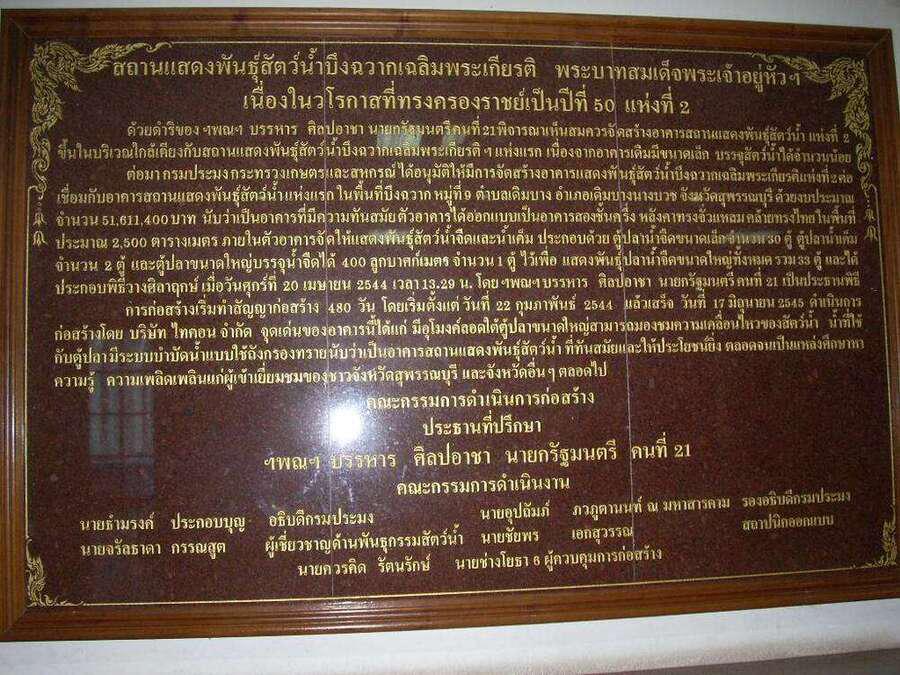 สถานแสดงพันธุ์สัตว์น้ำบึงฉวากเฉลิมพระเกียรติ พระบาทสมเด็จพระเจ้าอยู่หัวฯ
เนื่องในวโรกาสที่ทรงครองราชย์เป็นปีที่ 50 แห่งที่ 2
ด้วยดำริของ ฯพณฯ บรรหาร ศิลปอาชา นายกรัฐมนตรีคนที่ 21 พิจารณาเห็นสมควรจัดสร้างอาคารสถานแสดงพันธุ์สัตว์น้ำ แห่งที่ 2
ขึ้นในบริเวณใกล้เคียงกับสถานแสดงพันธุ์สัตว์น้ำบึงฉวากเฉลิมพระเกียรติ ฯ แห่งแรก เนื่องจากอาคารเดิมมีขนาดเล็ก บรรจุสัตว์น้ำได้จำนวนน้อย
ต่อมา กรมประมง กระทรวงเกษตรและสหกรณ์ ได้อนุมัติให้มีการจัดสร้างอาคารแสดงพันธุ์สัตว์น้ำบึงฉวากเฉลิมพระเกียรติแห่งที่ 2 ต่อ
เชื่อมกับอาคารสถานแสดงพันธุ์สัตว์น้ำแห่งแรก ในพื้นที่บึงฉวาก หมู่ที่ 9 ตำบลเดิมบาง อำเภอเดิมบางนางบวช จังหวัดสุพรรณบุรี ด้วยงบประมาณ
จำนวน 51,611,400 บาท นับว่าเป็นอาคารที่มีความทันสมัย ตัวอาคารได้ออกแบบเป็นอาคารสองชั้นครึ่ง หลังคาทรงจั่วแหลมคล้ายทรงไทยในพื้นที่
ประมาณ 2,500 ตารางเมตร ภายในตัวอาคารจัดให้แสดงพันธุ์สัตว์น้ำจืดและน้ำเค็ม ประกอบด้วย ตู้ปลาน้ำจืดขนาดเล็กจำนวน 30 ตู้ ตู้ปลาน้ำเค็ม
จำนวน 2 ตู้ และตู้ปลาขนาดใหญ่บรรจุน้ำจืดได้ 400 ลูกบาศก์เมตร จำนวน 1 ตู้ ไว้เพื่อ แสดงพันธุ์ปลาน้ำจืดขนาดใหญ่ทั้งหมด รวม 33 ตู้ และได้
ประกอบพิธีวางศิลาฤกษ์ เมื่อวันศุกร์ที่ 20 เมษายน 2544 เวลา 13.29 น. โดย ฯพณฯ บรรหาร ศิลปอาชา นายกรัฐมนตรี คนที่ 21 เป็นประธานพิธี
การก่อสร้างเริ่มทำสัญญาก่อสร้าง 480 วัน โดยเริ่มตั้งแต่ วันที่ 22 กุมภาพันธ์ 2544 แล้วเสร็จ วันที่ 17 มิถุนายน 2545 ดำเนินการ
ก่อสร้างโดย บริษัท ไทคอน จำกัด จุดเด่นของอาคารนี้ได้แก่ มีอุโมงค์ลอดใต้ตู้ปลาขนาดใหญ่สามารถมองชมความเคลื่อนไหวของสัตว์น้ำ น้ำที่ใช้
กับตู้ปลา มีระบบบำบัดน้ำแบบใช้ถังกรองทรายนับว่าเป็นอาคารสถานแสดงพันธุ์สัตว์น้ำ ที่ทันสมัยและให้ประโยชน์ยิ่ง ตลอดจนเป็นแหล่งศึกษาหา
ความรู้ ความเพลิดเพลินแก่ผู้เข้าเยี่ยมชมของชาวจังหวัดสุพรรณบุรี และจังหวัดอื่นๆ ตลอดไป
คณะกรรมการดำเนินการก่อสร้าง
ประธานที่ปรึกษา
ฯพณฯ บรรหาร ศิลปอาชา นายกรัฐมนตรี คนที่ 21
คณะกรรมการดำเนินงาน
นายธำมรงค์ ประกอบบุญ อธิบดีกรมประมง นายอุปถัมภ์ ภวภูตานนท์ ณ มหาสารคาม รองอธิบดีกรมประมง
นายจรัลธาดา กรรณสูต ผู้เชี่ยวชาญด้านพันธุกรรมสัตว์น้ำ นายชัยพร เอกสุวรรณ สถาปนิกออกแบบ
นายควรคิด รัตนรักษ์ นายช่างโยธา 6 ผู้ควบคุมการก่อสร้าง